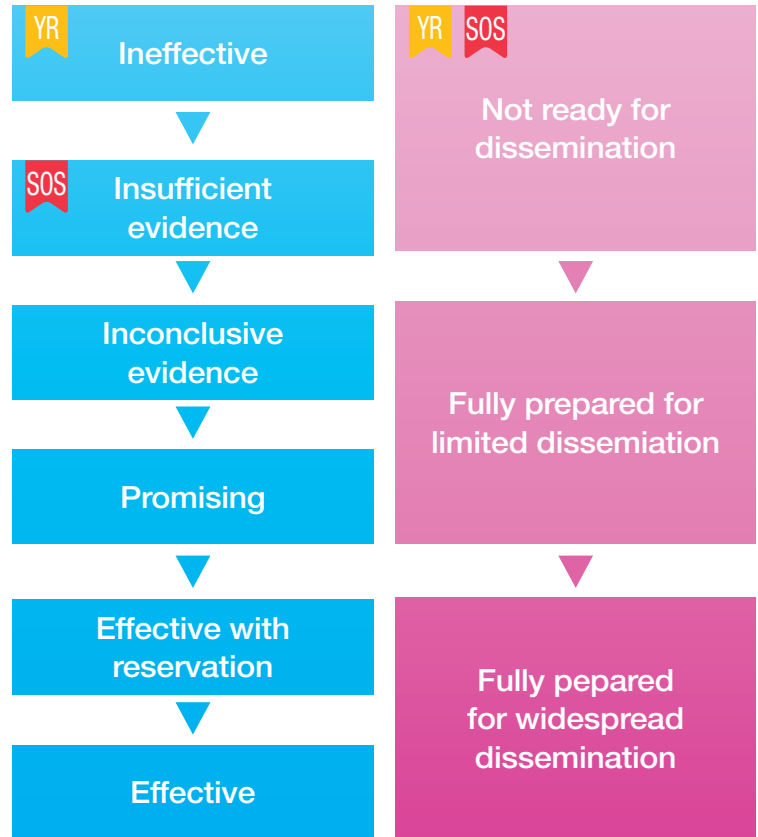 YR
Ineffective
SOS
Insufficient
evidence
Inconclusive
evidence
Promising
Effective with
reservation
Effective
YR SOS
Not ready for
dissemination
Fully prepared for
limited dissemiation
Fully pepared
for widespread
dissemination